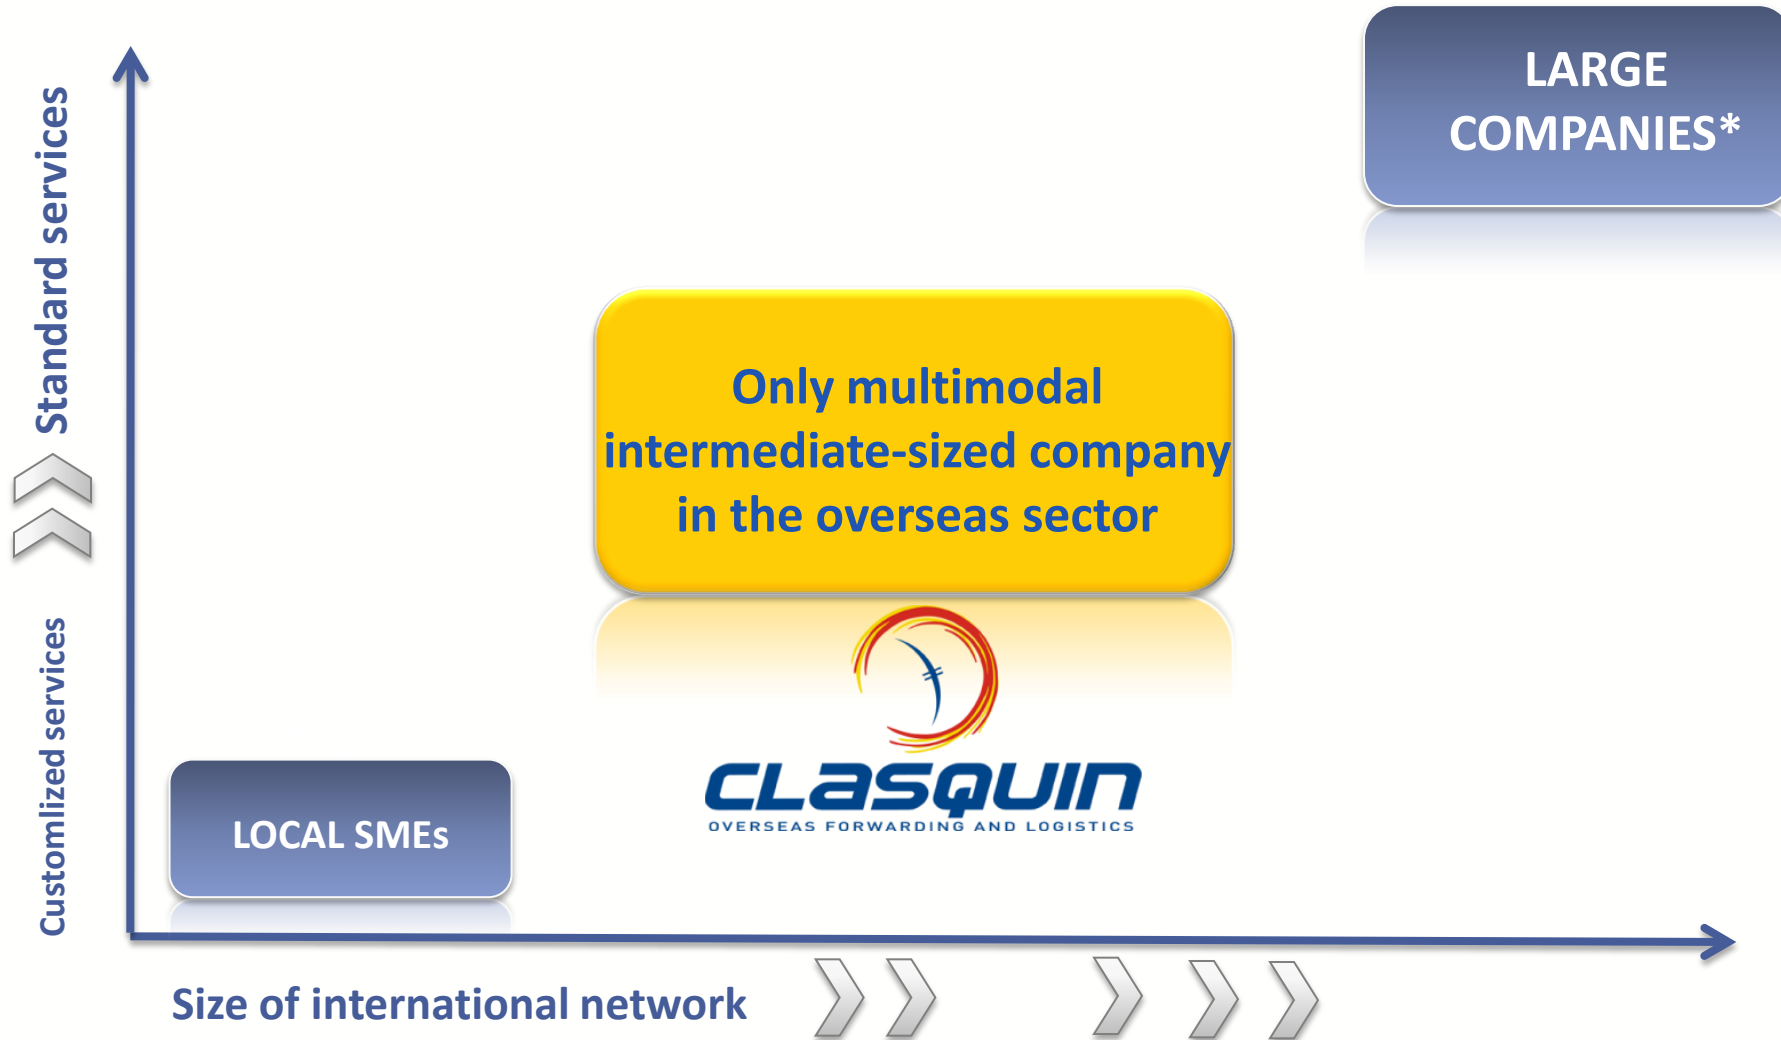 LARGE
COMPANIES*
Standard services
Only multimodal
intermediate-sized company
in the overseas sector
Customlized services
CLASQUIN
OVERSEAS FORWARDING AND LOGISTICS
LOCAL SMEs
Size of international network